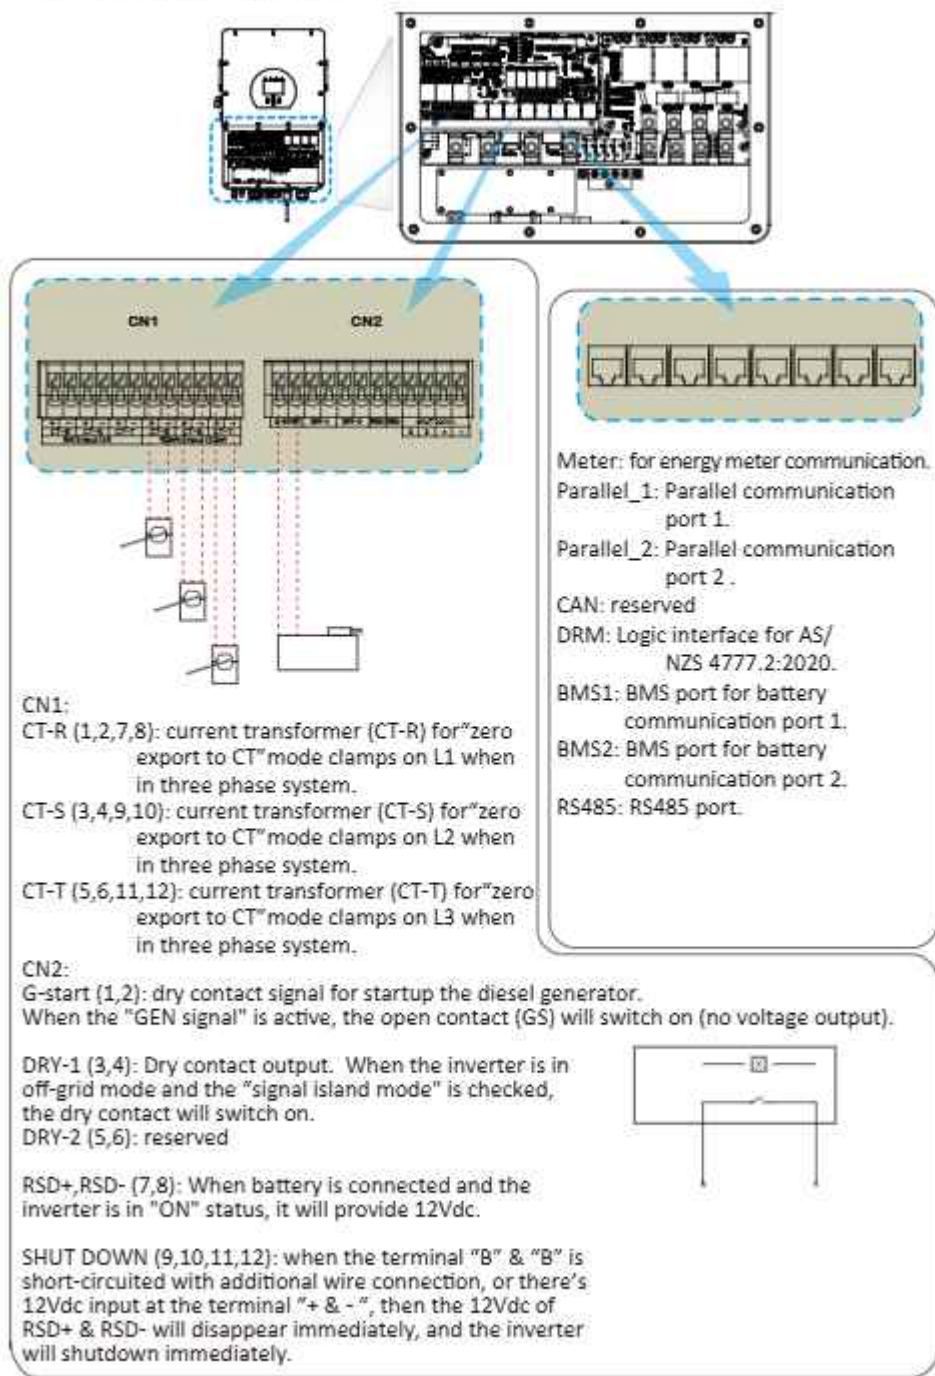 CN1
CN2
Meter: for energy meter communication.
Parallel_1: Parallel communication
port 1.
Parallel_2: Parallel communication
port 2 .
CAN: reserved
DRM: Logic interface for AS/
NZS 4777.2:2020.
BMS1: BMS port for battery
communication port 1.
BMS2: BMS port for battery
communication port 2.
RS485: RS485 port.
CN1:
CT-R (1,2,7,8): current transformer (CT-R) for"zero
export to CT"mode clamps on L1 when
in three phase system.
CT-S (3,4,9,10): current transformer (CT-S) for"zero
export to CT"mode clamps on L2 when
in three phase system.
CT-T (5,6,11,12): current transformer (CT-T) for"zero
export to CT"mode clamps on L3 when
in three phase system.
CN2:
G-start (1,2): dry contact signal for startup the diesel generator.
When the "GEN signal" is active, the open contact (GS) will switch on (no voltage output).
DRY-1 (3,4): Dry contact output. When the inverter is in
off-grid mode and the "signal island mode" is checked,
the dry contact will switch on.
DRY-2 (5,6): reserved
RSD+,RSD- (7,8): When battery is connected and the
inverter is in "ON" status, it will provide 12Vdc.
SHUT DOWN (9,10,11,12): when the terminal "B" & "B" is
short-circuited with additional wire connection, or there's
12Vdc input at the terminal "+ & - ", then the 12Vdc of
RSD+ & RSD- will disappear immediately, and the inverter
will shutdown immediately.